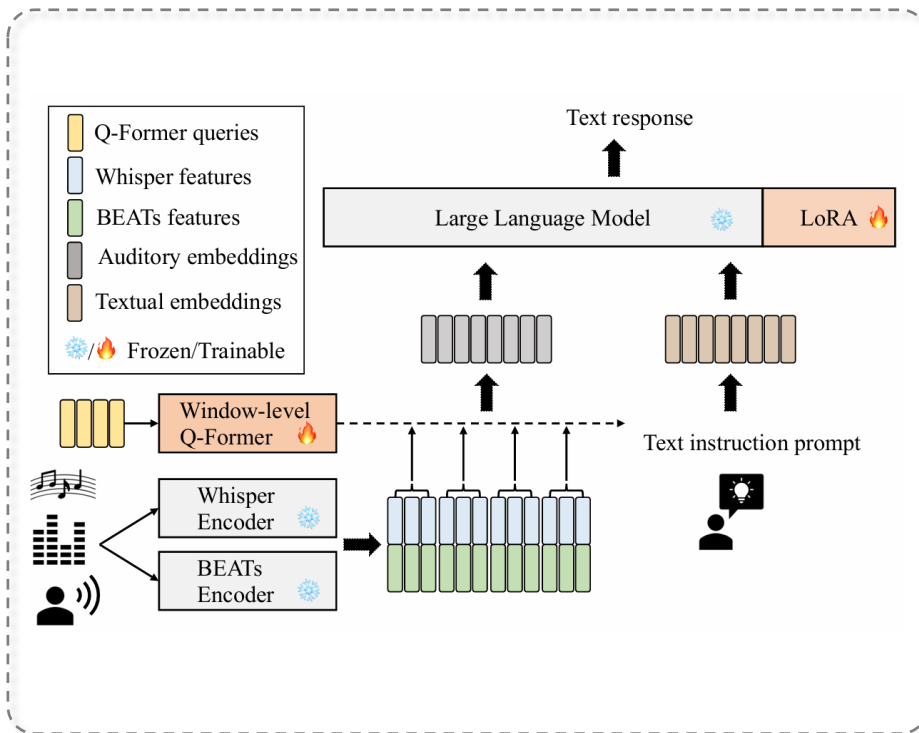 Q-Former queries
Whisper features
BEATs features
Auditory embeddings
Textual embeddings
/ Frozen/Trainable
Text response
Large Language Model
LoRA
Window-level
Q-Former
Text instruction prompt
Whisper
Encoder
BEATs
Encoder